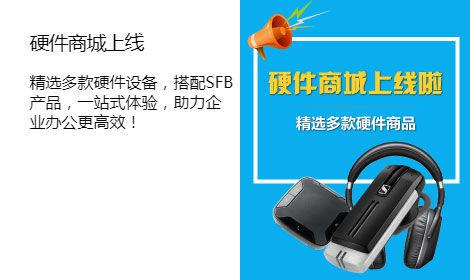 硬件商城上线
精选多款硬件设备，搭配SFB
产品，一站式体验，助力企
业办公更高效！
硬件商城上线啦
精选多款硬件商品